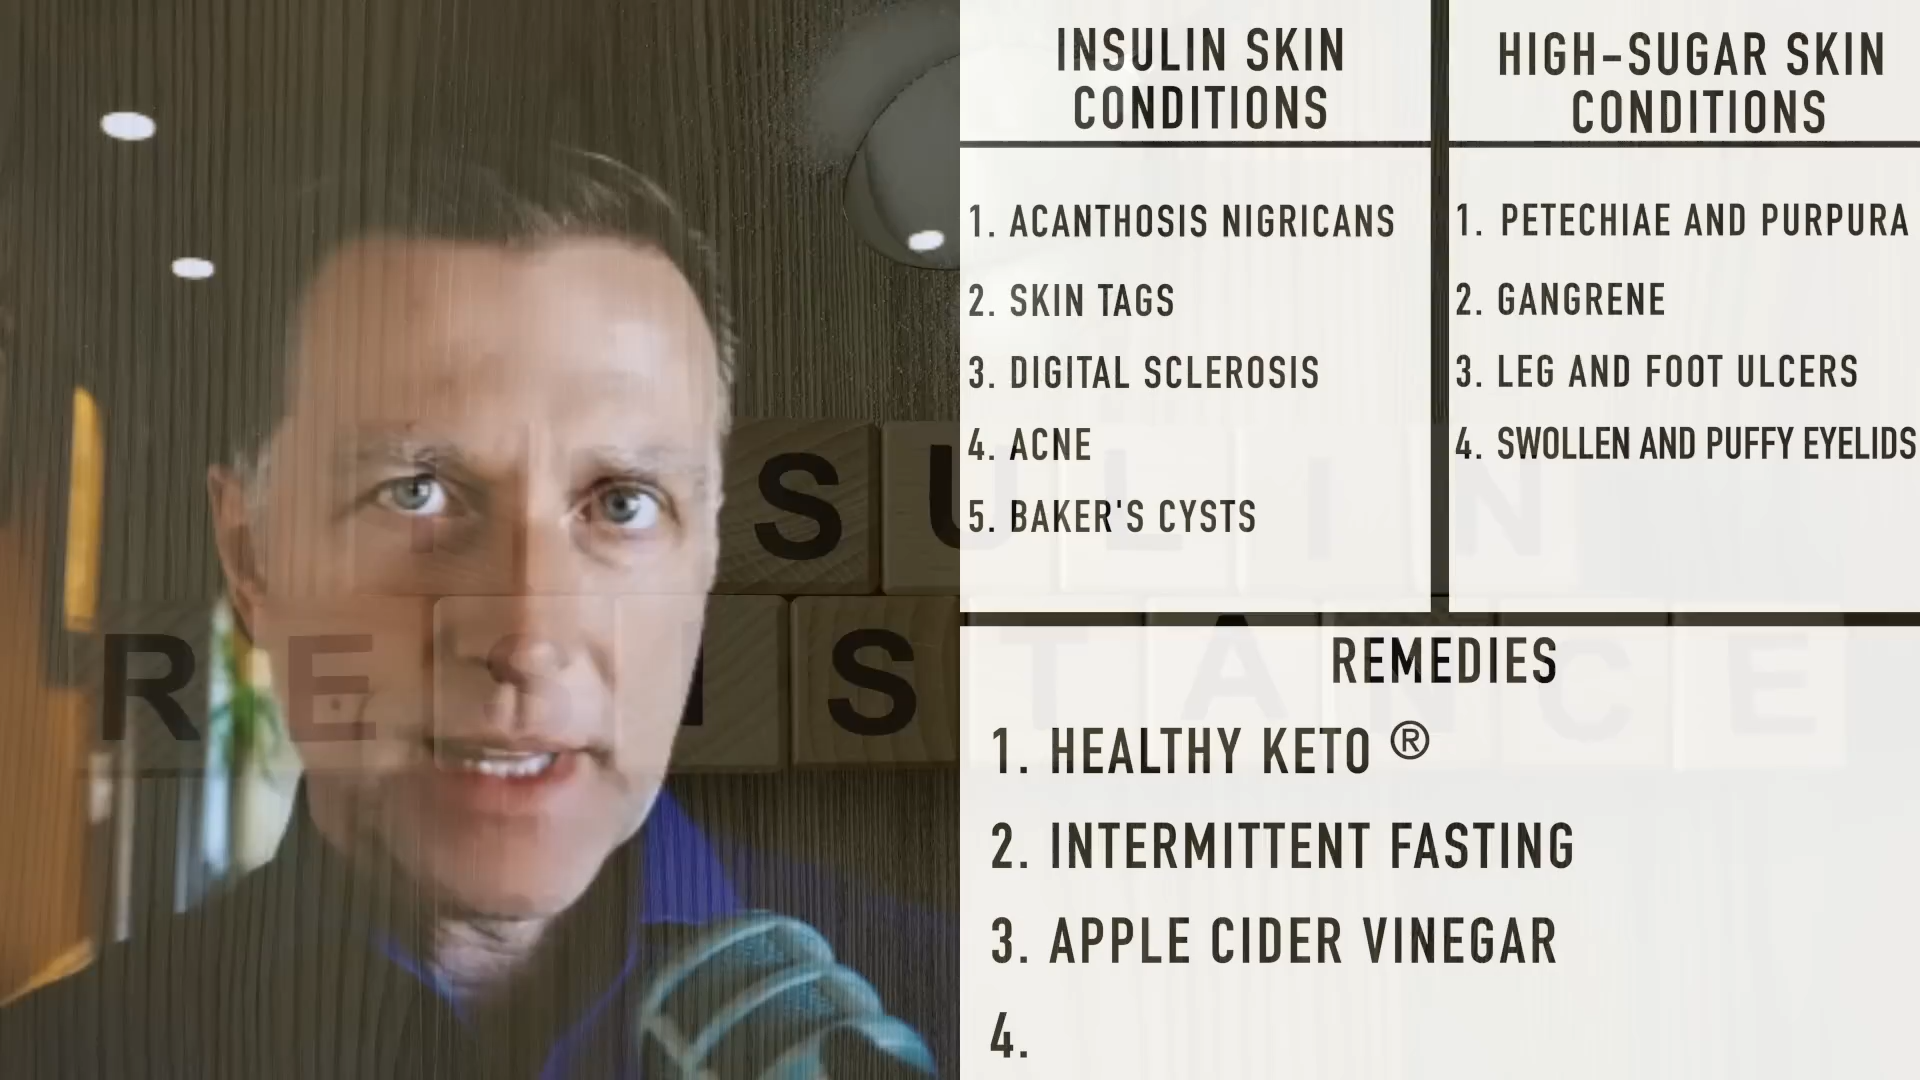 INSULIN SKIN
CONDITIONS
1. ACANTHOSIS NIGRICANS
2. SKIN TAGS
3. DIGITAL SCLEROSIS
4. ACNE
5. BAKER'S CYSTS
HIGH-SUGAR SKIN
CONDITIONS
1. PETECHIAE AND PURPURA
2. GANGRENE
3. LEG AND FOOT ULCERS
4. SWOLLEN AND PUFFY EYELIDS
SULIN
RESISTANCE
REMEDIES
1. HEALTHY KETO ®
2. INTERMITTENT FASTING
3. APPLE CIDER VINEGAR
4.